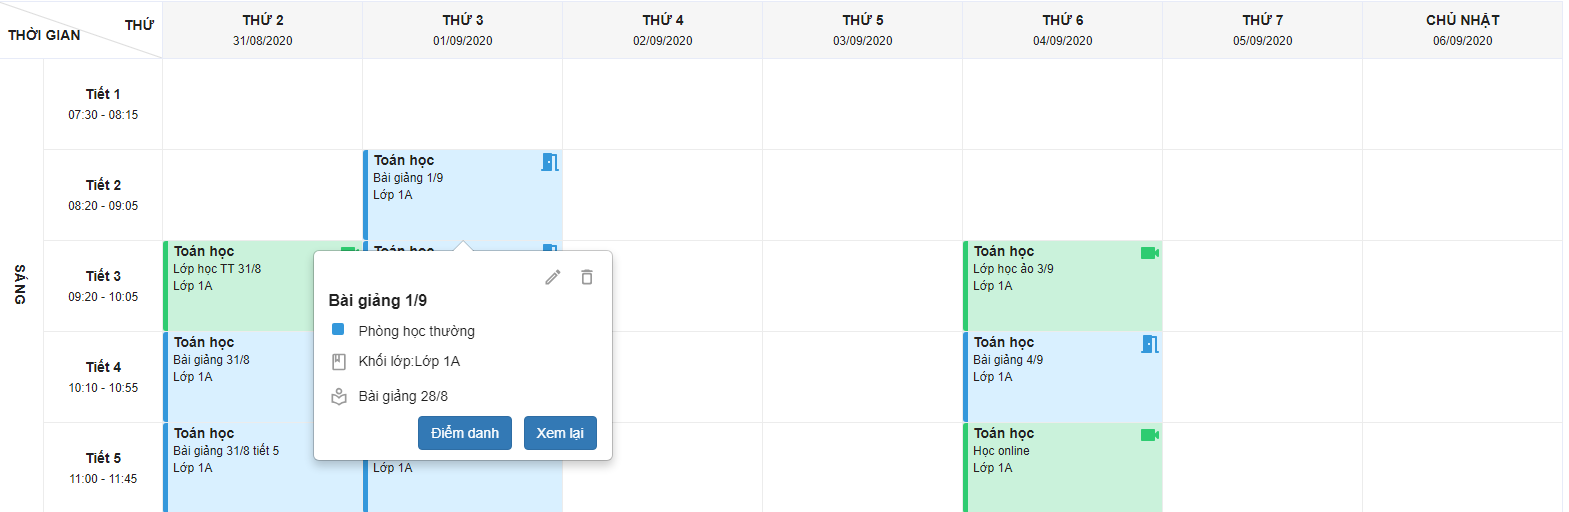 THỨ
THỜI GIAN
THỨ 2
31/08/2020
THỨ 3
01/09/2020
THỨ 4
02/09/2020
THỨ 5
03/09/2020
THỨ 6
04/09/2020
THỨ 7
05/09/2020
CHỦ NHẬT
06/09/2020
SÁNG
Tiết 1
07:30 - 08:15
Tiết 2
08:20 - 09:05
Toán học
Bài giảng 1/9
Lớp 1A
Tiết 3
09:20 - 10:05
Toán học
Lớp học TT 31/8
Lớp 1A
Toán học
Toán học
Lớp học ảo 3/9
Lớp 1A
Bài giảng 1/9
Phòng học thường
Khối lớp:Lớp 1A
Bài giảng 28/8
Điểm danh
Xem lại
Tiết 4
10:10 - 10:55
Toán học
Bài giảng 31/8
Lớp 1A
Toán học
Bài giảng 4/9
Lớp 1A
Tiết 5
11:00 - 11:45
Toán học
Bài giảng 31/8 tiết 5
Lớp 1A
Lớp 1A
Toán học
Học online
Lớp 1A